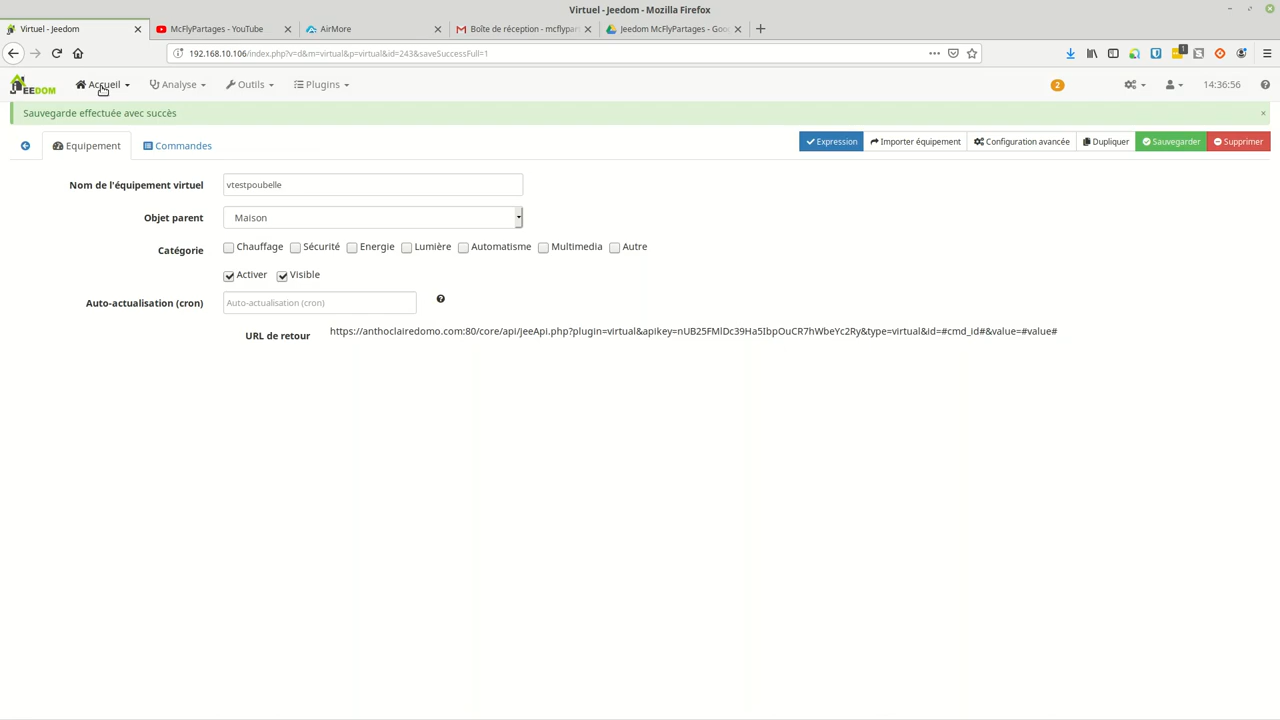 Virtuel - Jeedom - Mozilla Firefox
Virtuel - Jeedom
McFlyPartages - YouTube
AirMore
Boîte de réception - mcflypar
Jeedom McFlyPartages - Goo
192.168.10.106/index.php?v=d&m=virtual&p=virtual&id=243&saveSuccessFull=1
1
JEEDOM
Accueil
Analyse
Outils
Plugins
2
14:36:56
Sauvegarde effectuée avec succès
×
Equipement
Commandes
Expression
Importer équipement
Configuration avancée
Dupliquer
Sauvegarder
Supprimer
Nom de l'équipement virtuel
vtestpoubelle
Objet parent
Maison
Catégorie
Chauffage
Sécurité
Energie
Lumière
Automatisme
Multimedia
Autre
Activer
Visible
Auto-actualisation (cron)
Auto-actualisation (cron)
URL de retour
https://anthoclairedomo.com:80/core/api/jeeApi.php?plugin=virtual&apikey=nUB25FMlDc39Ha5IbpOuCR7hWbeYc2Ry&type=virtual&id=#cmd_id#&value=#value#